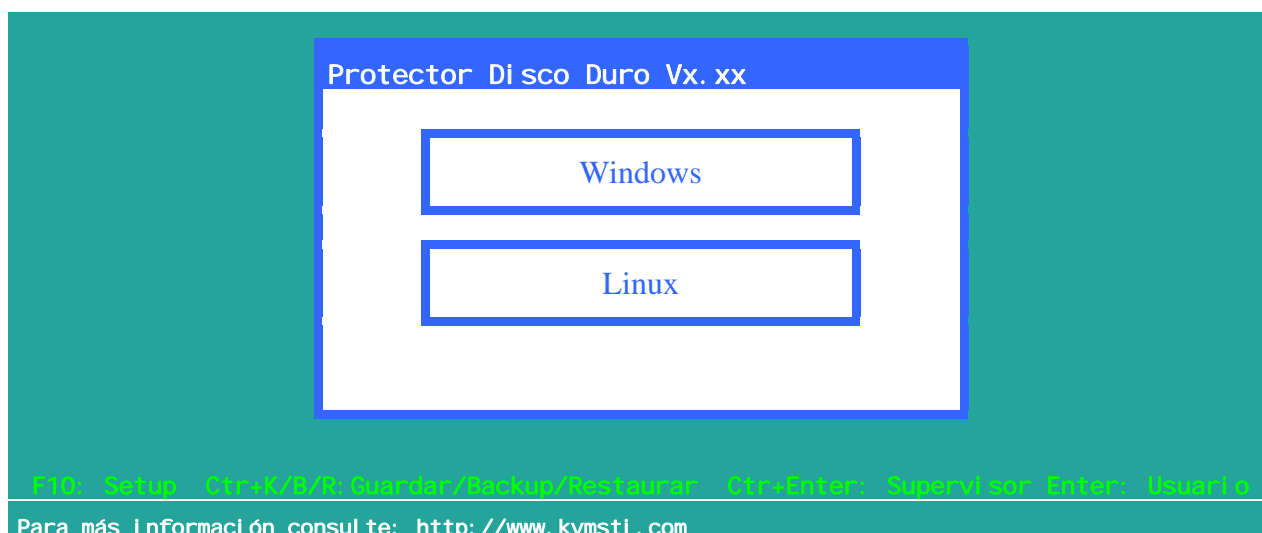 Protector Disco Duro Vx.xx
Windows
Linux
F10: Setup Ctr+K/B/R:Guardar/Backup/Restaurar Ctr+Enter: Supervisor Enter: Usuario
Para más información consulte: http://www.kymsti.com